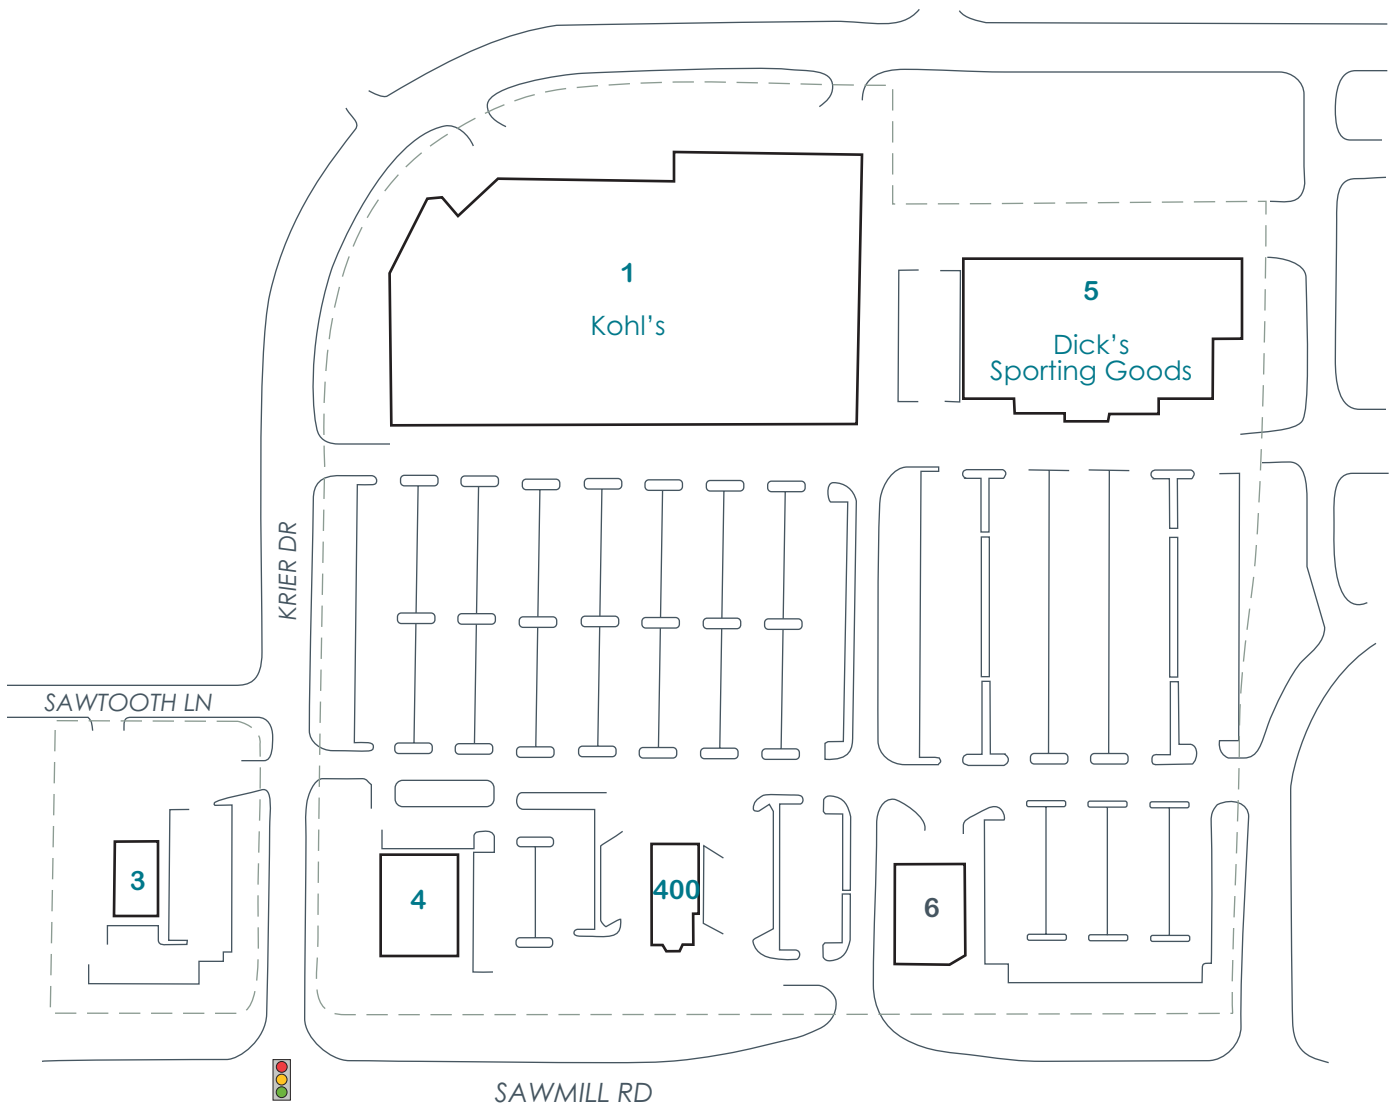 1
Kohl’s
5
Dick’s
Sporting Goods
KRIER DR
SAWTOOTH LN
3
4
400
6
SAWMILL RD